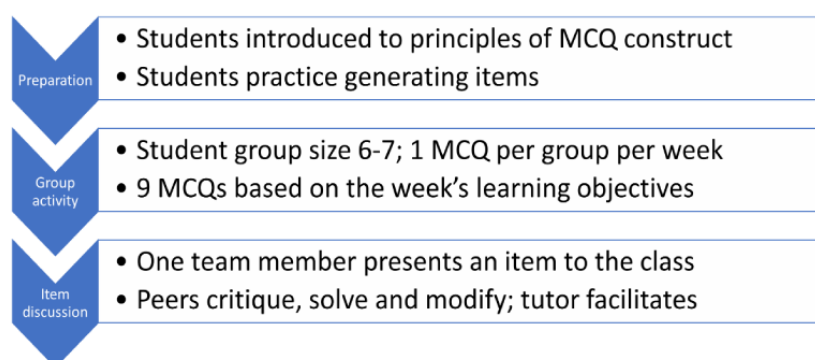 Preparation
• Students introduced to principles of MCQ construct
• Students practice generating items
Group
activity
• Student group size 6-7; 1 MCQ per group per week
• 9 MCQs based on the week's learning objectives
Item
discussion
• One team member presents an item to the class
• Peers critique, solve and modify; tutor facilitates